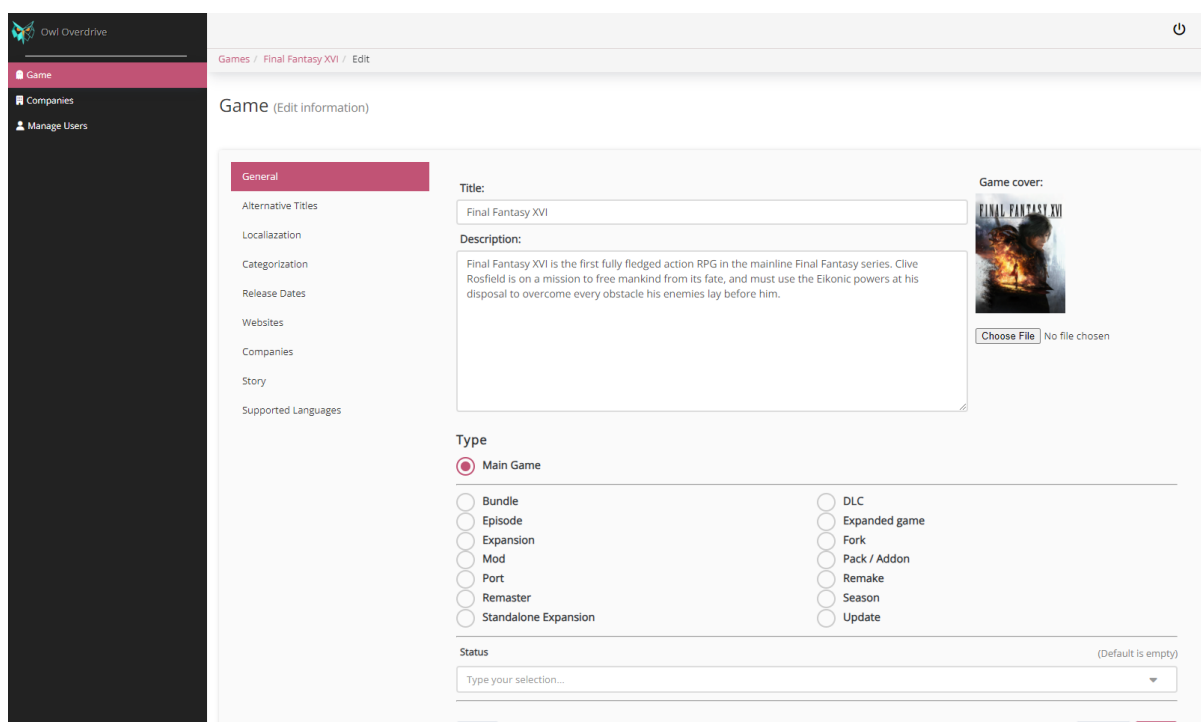 Owl Overdrive
Game
Companies
Manage Users
Games / Final Fantasy XVI / Edit
Game (Edit information)
General
Alternative Titles
Localiazation
Categorization
Release Dates
Websites
Companies
Story
Supported Languages
Title:
Final Fantasy XVI
Description:
Final Fantasy XVI is the first fully fledged action RPG in the mainline Final Fantasy series. Clive
Rosfield is on a mission to free mankind from its fate, and must use the Eikonic powers at his
disposal to overcome every obstacle his enemies lay before him.
Game cover:
FINAL FANTASY XVI
Choose File No file chosen
Type
Main Game
Bundle
Episode
Expansion
Mod
Port
Remaster
Standalone Expansion
DLC
Expanded game
Fork
Pack / Addon
Remake
Season
Update
Status
(Default is empty)
Type your selection...